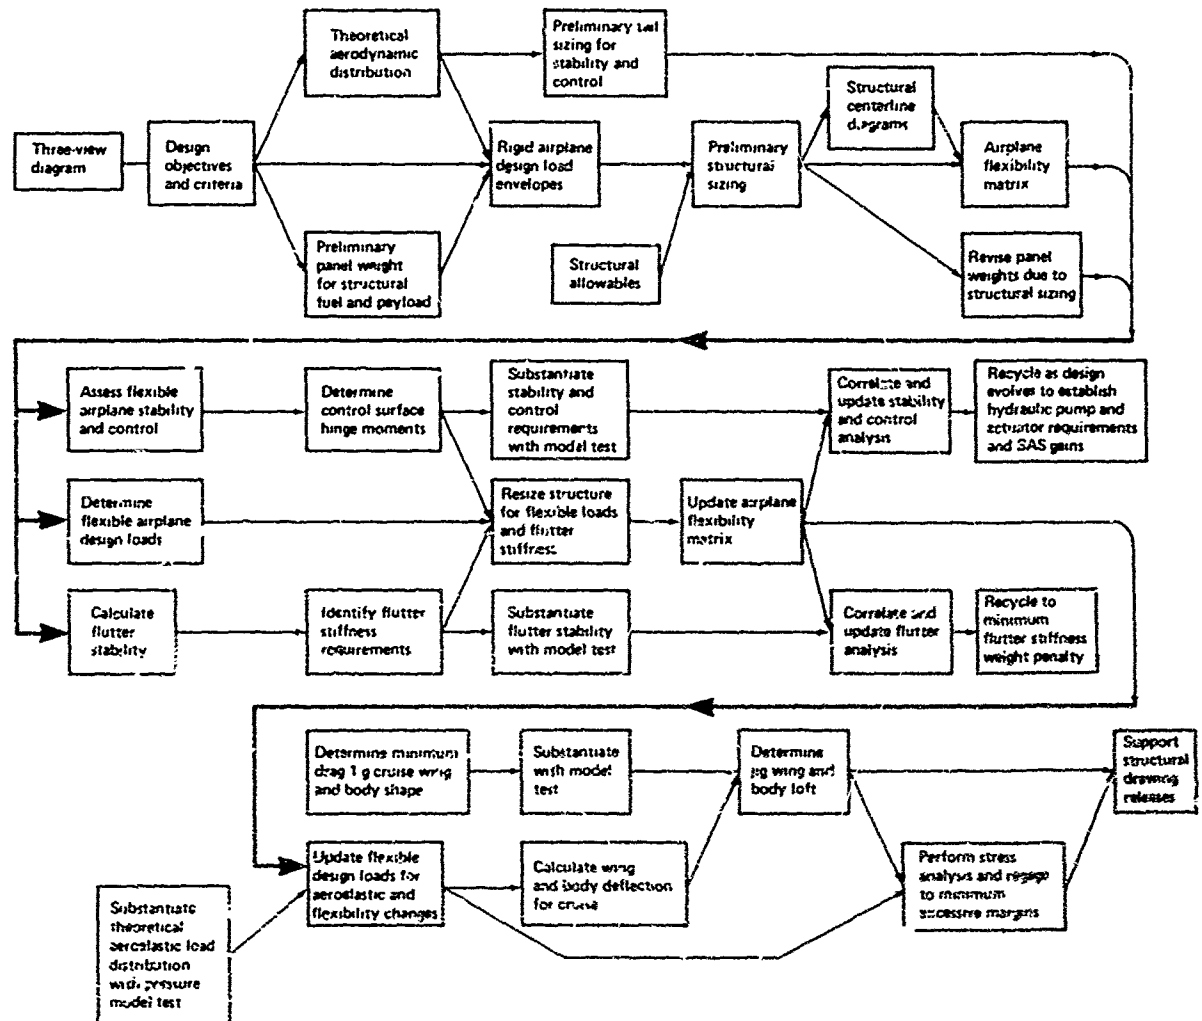 Theoretical
aerodynamic
distribution
Preliminary tail
sizing for
stability and
control
Structural
centerline
diagrams
Three-view
diagram
Design
objectives
and criteria
Rigid airplane
design load
envelopes
Preliminary
structural
sizing
Airplane
flexibility
matrix
Preliminary
panel weight
for structural
fuel and payload
Structural
allowables
Revise panel
weights due to
structural sizing
Assess flexible
airplane stability
and control
Determine
control surface
hinge moments
Substantiate
stability and
control
requirements
with model test
Correlate and
update stability
and control
analysis
Recycle as design
evolves to establish
hydraulic pump and
actuator requirements
and SAS gains
Determine
flexible airplane
design loads
Resize structure
for flexible loads
and flutter
stiffness
Update airplane
flexibility
matrix
Calculate
flutter
stability
Identify flutter
stiffness
requirements
Substantiate
flutter stability
with model test
Correlate and
update flutter
analysis
Recycle to
minimum
flutter stiffness
weight penalty
Determine minimum
drag 1 g cruise wing
and body shape
Substantiate
with model
test
Determine
jig wing and
body loft
Support
structural
drawing
releases
Update flexible
design loads for
aeroelastic and
flexibility changes
Calculate wing
and body deflection
for cruise
Perform stress
analysis and regage
to minimum
excessive margins
Substantiate
theoretical
aeroelastic load
distribution
with pressure
model test